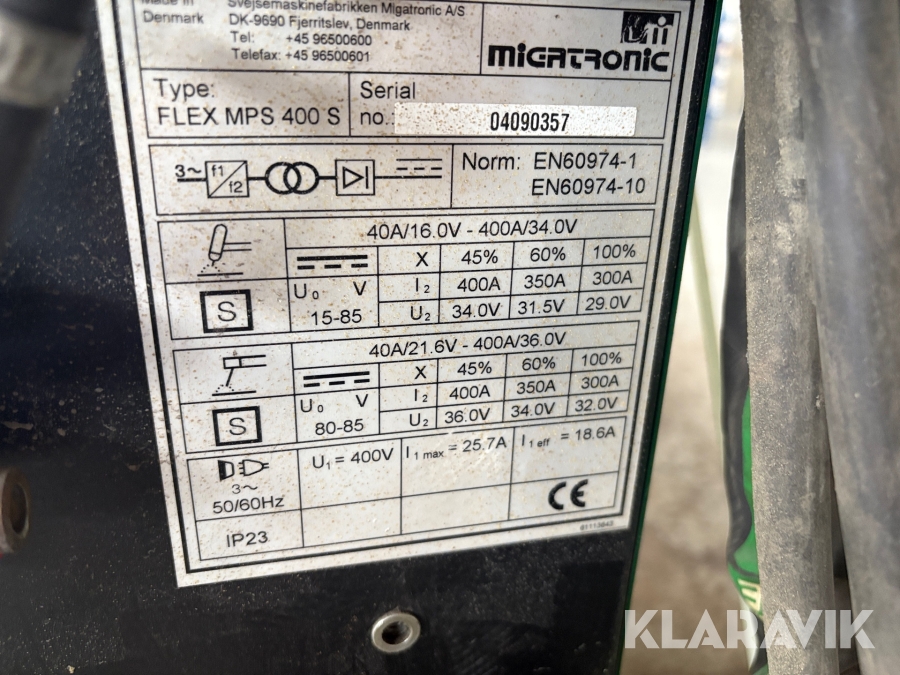 Made in Svejsemaskinefabrikken Migatronic A/S
Denmark DK-9690 Fjerritslev, Denmark
Tel: +45 96500600
Telefax: +45 96500601
MIGATRONIC
Type: Serial
FLEX MPS 400 S no.: 04090357
3~ f1 f2
Norm: EN60974-1
EN60974-10
40A/16.0V - 400A/34.0V
X 45% 60% 100%
I2 400A 350A 300A
U0 V
S 15-85 U2 34.0V 31.5V 29.0V
40A/21.6V - 400A/36.0V
X 45% 60% 100%
I2 400A 350A 300A
U0 V
S 80-85 U2 36.0V 34.0V 32.0V
U1 = 400V I1 max = 25.7A I1 eff = 18.6A
3~
50/60Hz
CE
IP23
81113843
KLARAVIK